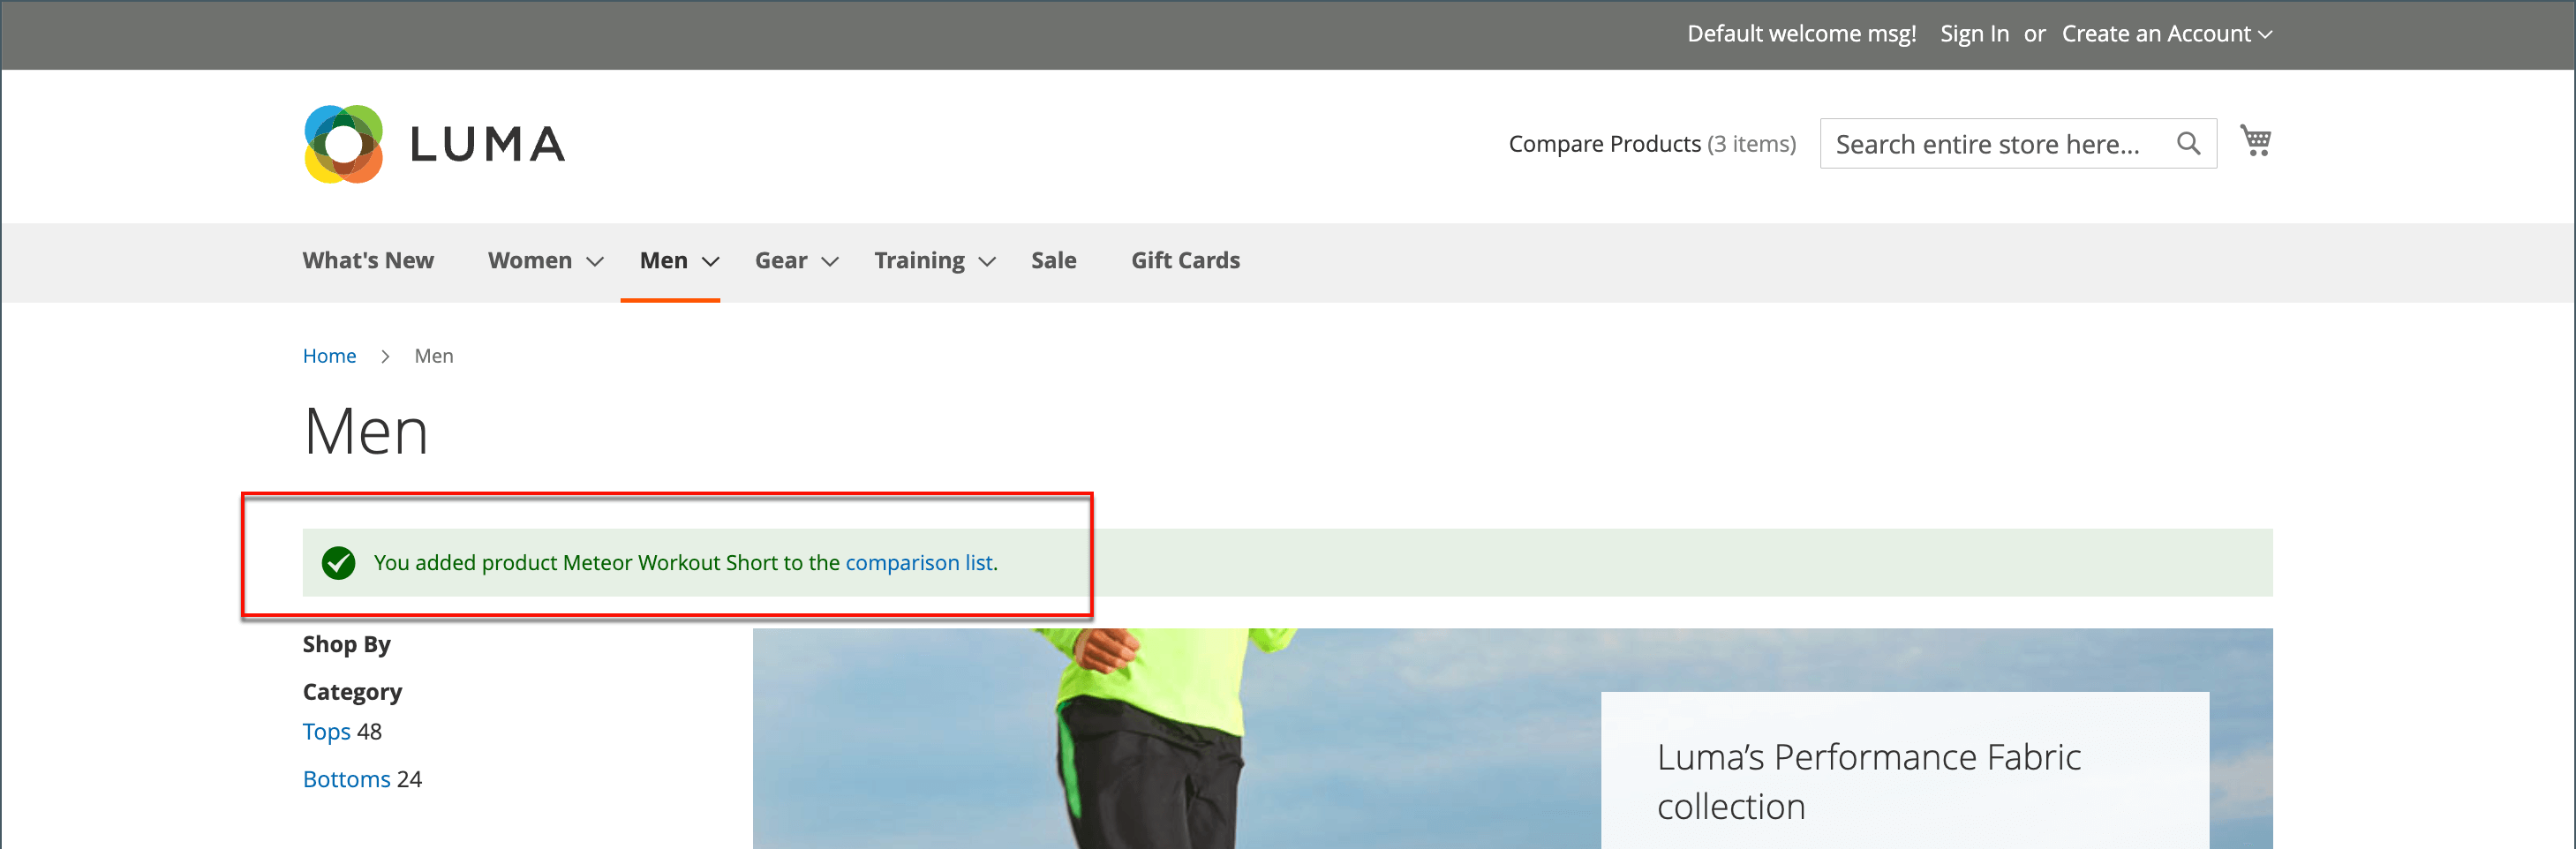 Default welcome msg! Sign In or Create an Account
LUMA
Compare Products (3 items)
Search entire store here...
What's New Women Men Gear Training Sale Gift Cards
Home > Men
Men
You added product Meteor Workout Short to the comparison list.
Shop By
Category
Tops 48
Bottoms 24
Luma’s Performance Fabric
collection